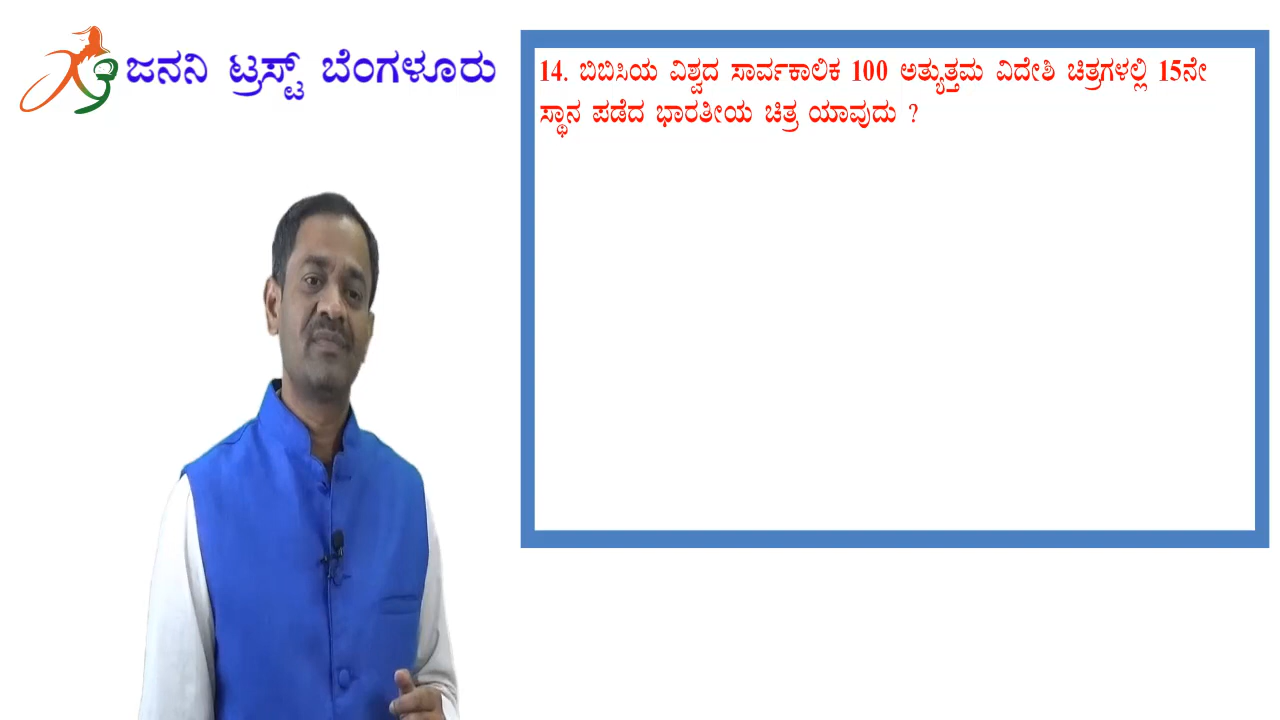 ಜನನಿ ಟ್ರಸ್ಟ್ ಬೆಂಗಳೂರು
14. ಬಿಬಿಸಿಯ ವಿಶ್ವದ ಸಾರ್ವಕಾಲಿಕ 100 ಅತ್ಯುತ್ತಮ ವಿದೇಶಿ ಚಿತ್ರಗಳಲ್ಲಿ 15ನೇ
ಸ್ಥಾನ ಪಡೆದ ಭಾರತೀಯ ಚಿತ್ರ ಯಾವುದು ?